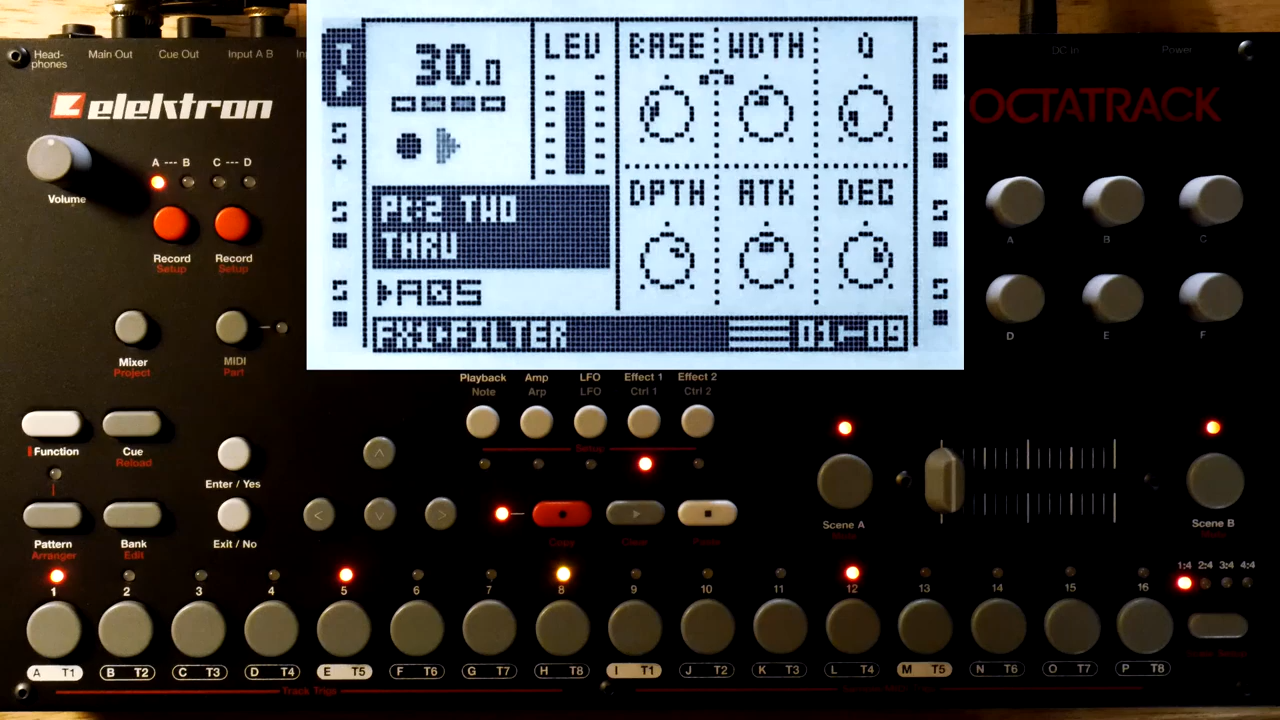 Head-phones Main Out Cue Out Input A B DC In Power
elektron
OCTATRACK
Volume
A --- B C --- D
Record Record
Setup Setup
Mixer MIDI
Project Part
Function Cue
Reload
Enter / Yes
Exit / No
Pattern Bank
Arranger Edit
30.0
LEV
BASE WDTH Q
DPTH ATK DEC
Pt:2 TWO
THRU
A05
FX1 FILTER 01-09
A B C
D E F
Playback Amp LFO Effect 1 Effect 2
Note Arp LFO Ctrl 1 Ctrl 2
Setup
Copy Clear Paste
Scene A Scene B
Mode Mode
1:4 2:4 3:4 4:4
1 2 3 4 5 6 7 8 9 10 11 12 13 14 15 16
A T1 B T2 C T3 D T4 E T5 F T6 G T7 H T8 I T1 J T2 K T3 L T4 M T5 N T6 O T7 P T8
Track Trigs